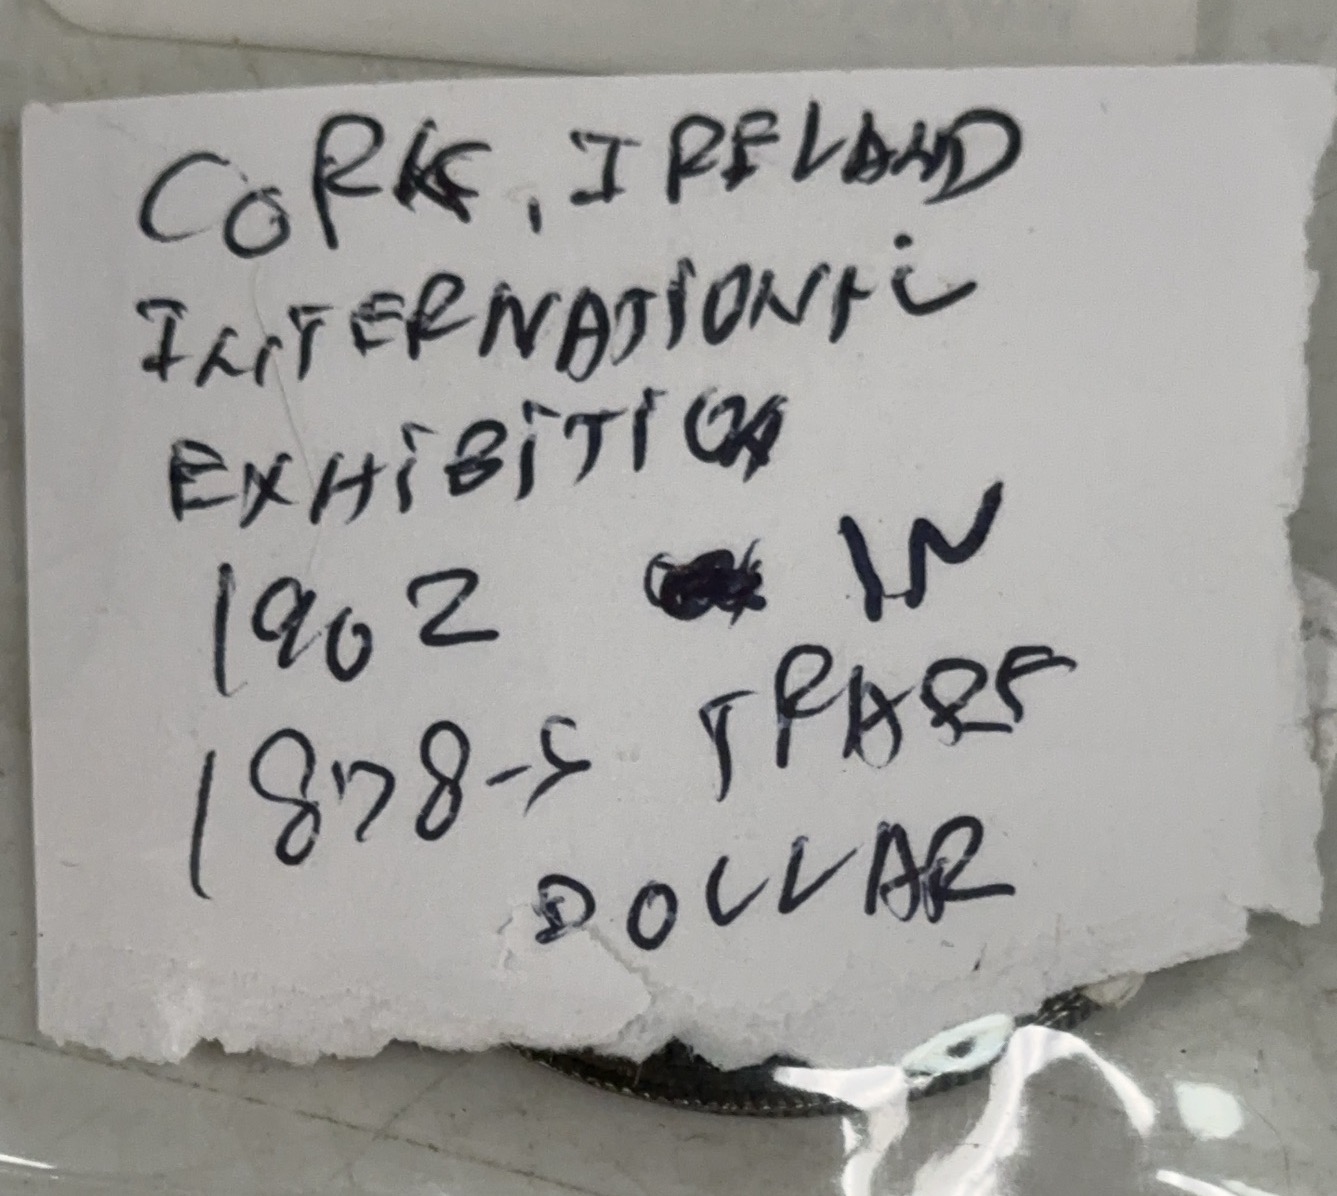 CORK, IRELAND
INTERNATIONAL
EXHIBITION
1902 IN
1878-S TRADE
DOLLAR